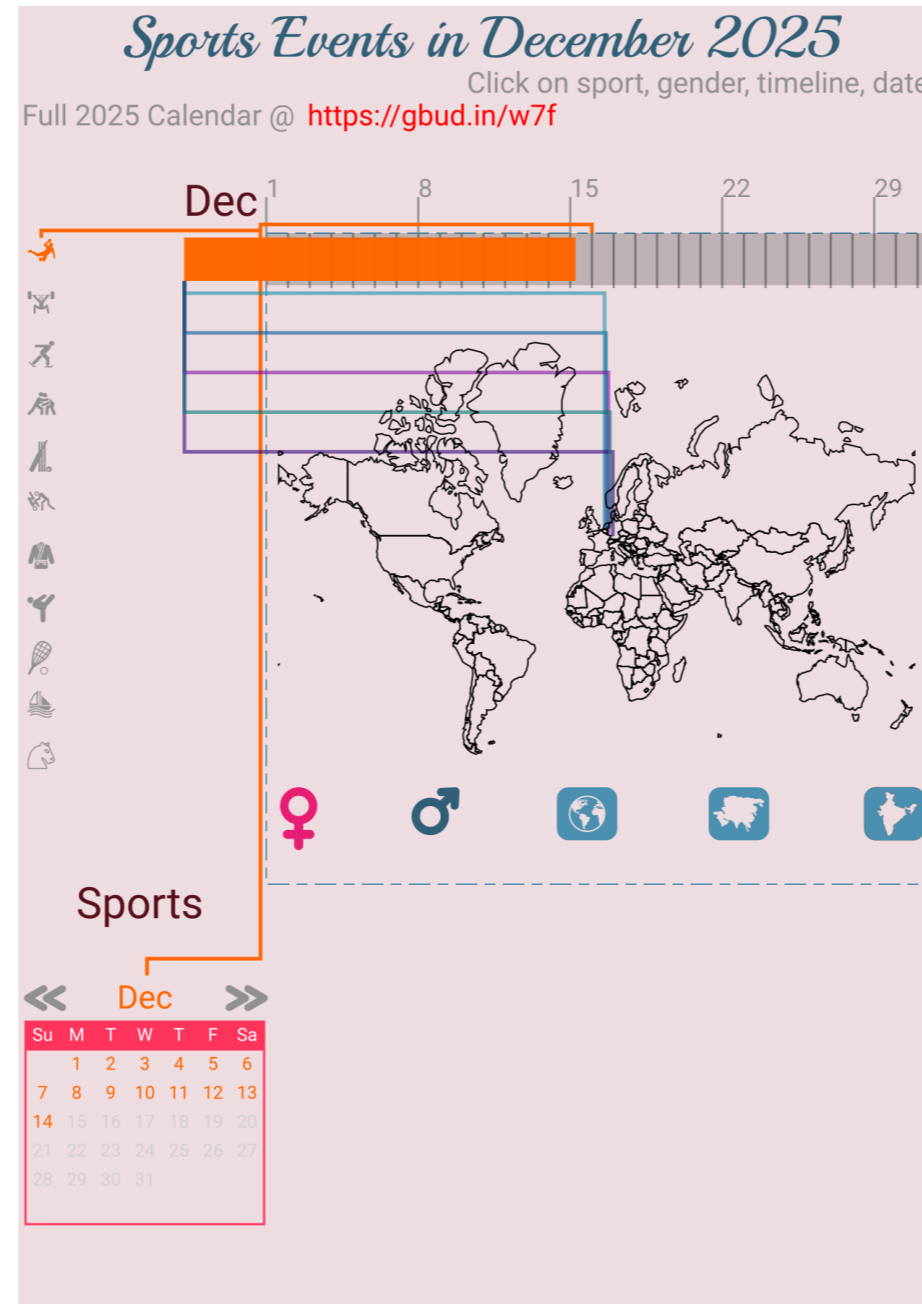 Sports Events in December 2025
Click on sport, gender, timeline, date
Full 2025 Calendar @ https://gbud.in/w7f
Dec
1 8 15 22 29
Sports
Dec
Su M T W T F Sa
1 2 3 4 5 6
7 8 9 10 11 12 13
14 15 16 17 18 19 20
21 22 23 24 25 26 27
28 29 30 31